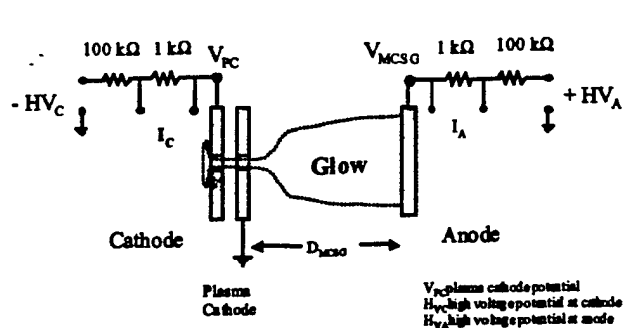 100 kΩ 1 kΩ V_PC
V_MCSG 1 kΩ 100 kΩ
- HV_C
+ HV_A
I_C
I_A
Glow
Cathode
D_MCSG
Anode
Plasma
Cathode
V_PC plasma cathode potential
H_VC high voltage potential at cathode
H_VA high voltage potential at anode